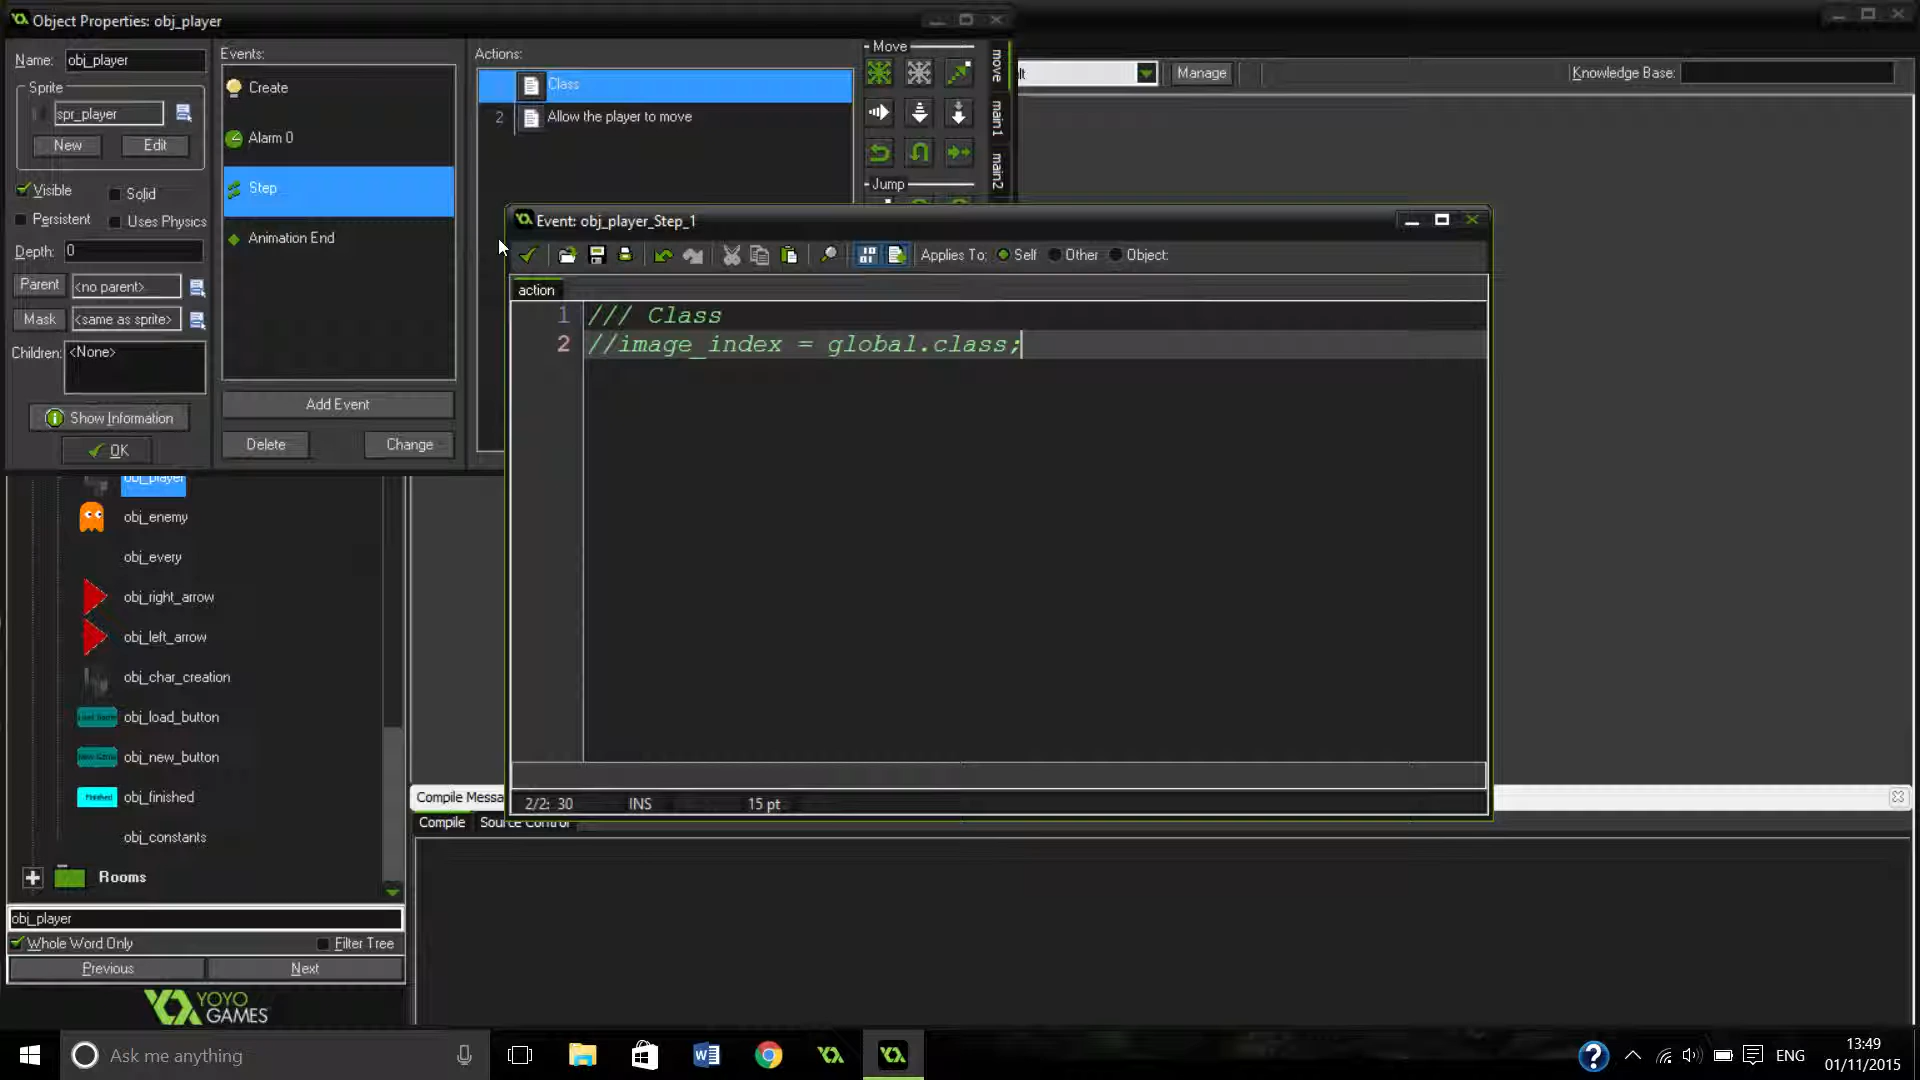 Object Properties: obj_player
Name: obj_player
Sprite
spr_player
New Edit
Visible Solid
Persistent Uses Physics
Depth: 0
Parent <no parent>
Mask <same as sprite>
Children: <None>
Show Information
OK
Events:
Create
Alarm 0
Step
Animation End
Add Event
Delete Change
Actions:
Class
2 Allow the player to move
Move
Jump
move
main1
main2
Manage
Knowledge Base:
Event: obj_player_Step_1
Applies To: Self Other Object:
action
1 /// Class
2 //image_index = global.class;
2/2: 30 INS 15 pt
obj_player
obj_enemy
obj_every
obj_right_arrow
obj_left_arrow
obj_char_creation
obj_load_button
obj_new_button
Finished obj_finished
obj_constants
Rooms
obj_player
Whole Word Only Filter Tree
Previous Next
YOYO
GAMES
Compile Messa
Compile Source Control
Ask me anything
ENG
13:49
01/11/2015